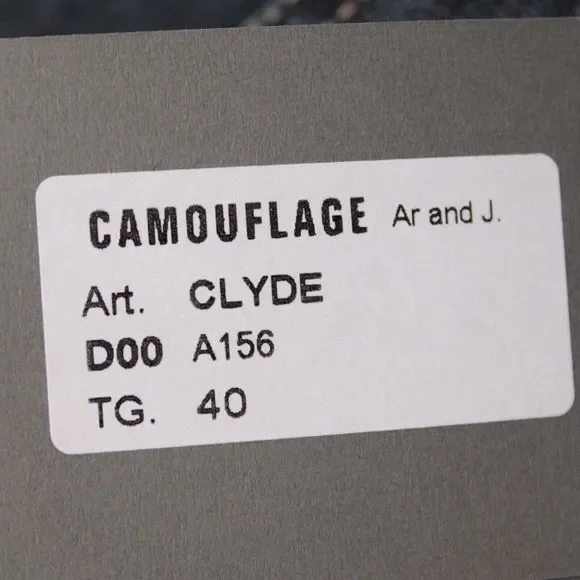 CAMOUFLAGE Ar and J.
Art. CLYDE
D00 A156
TG. 40